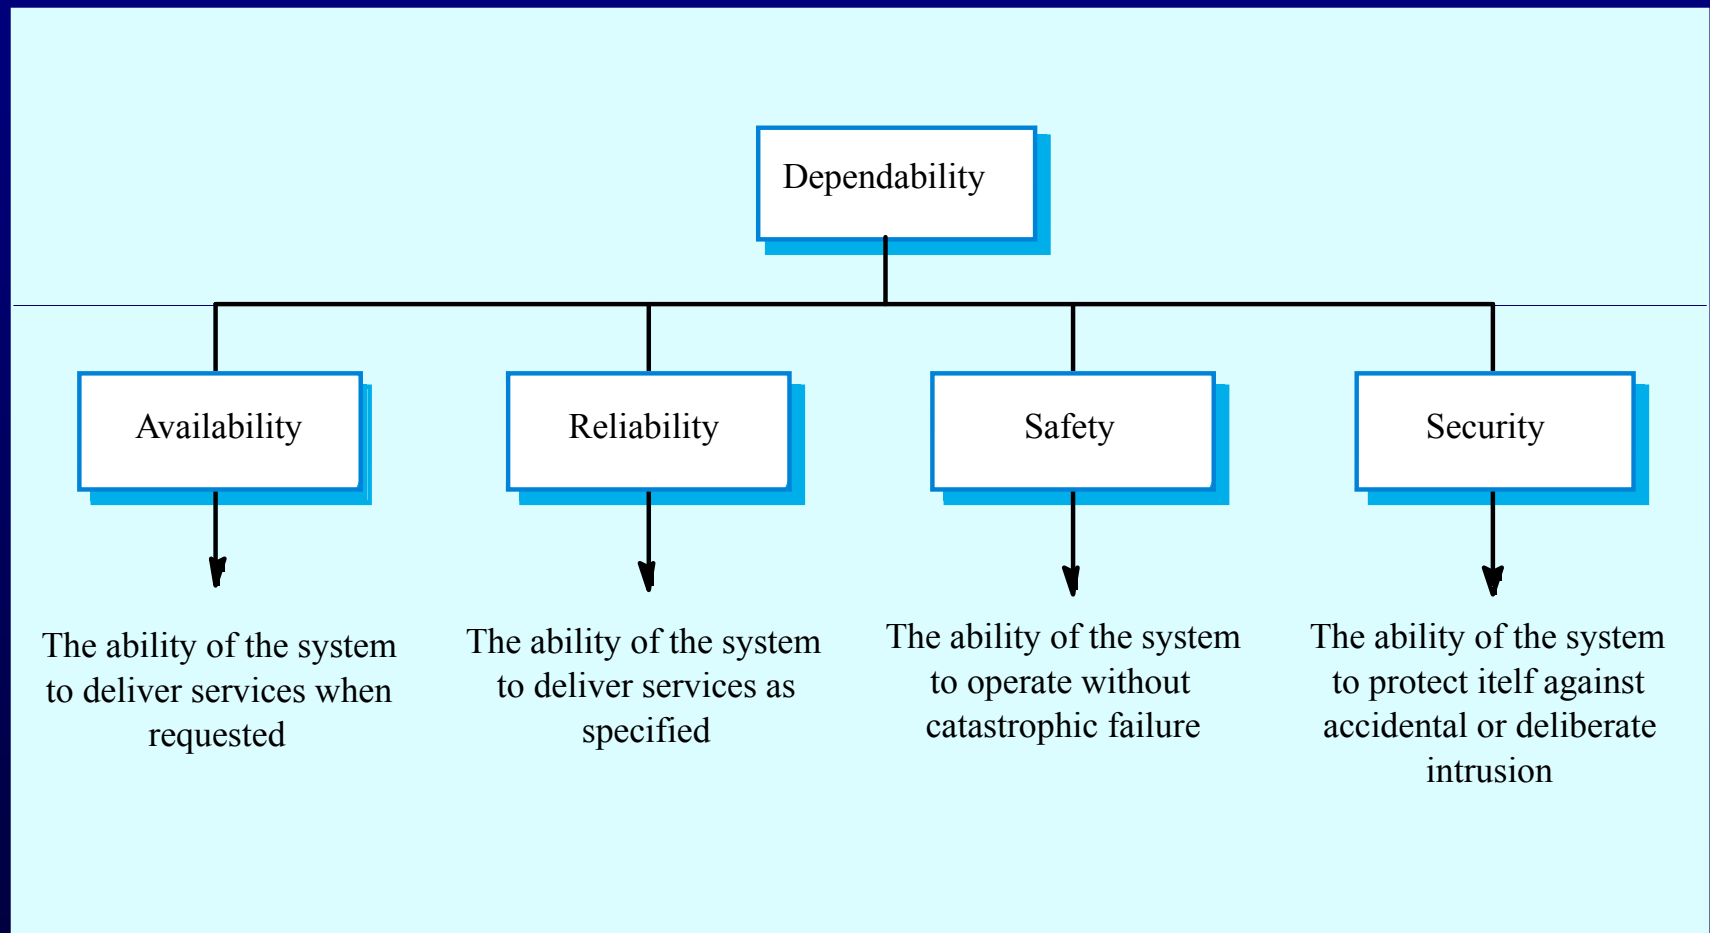 Dependability
Availability
Reliability
Safety
Security
The ability of the system
to deliver services when
requested
The ability of the system
to deliver services as
specified
The ability of the system
to operate without
catastrophic failure
The ability of the system
to protect itelf against
accidental or deliberate
intrusion